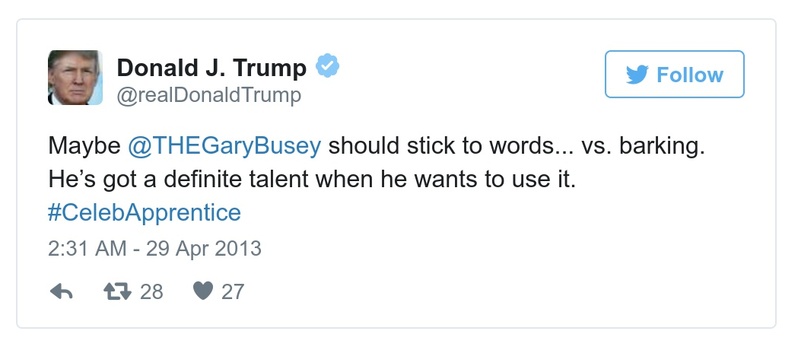 Donald J. Trump
@realDonaldTrump
Follow
Maybe @THEGaryBusey should stick to words... vs. barking.
He’s got a definite talent when he wants to use it.
#CelebApprentice
2:31 AM - 29 Apr 2013
28 27